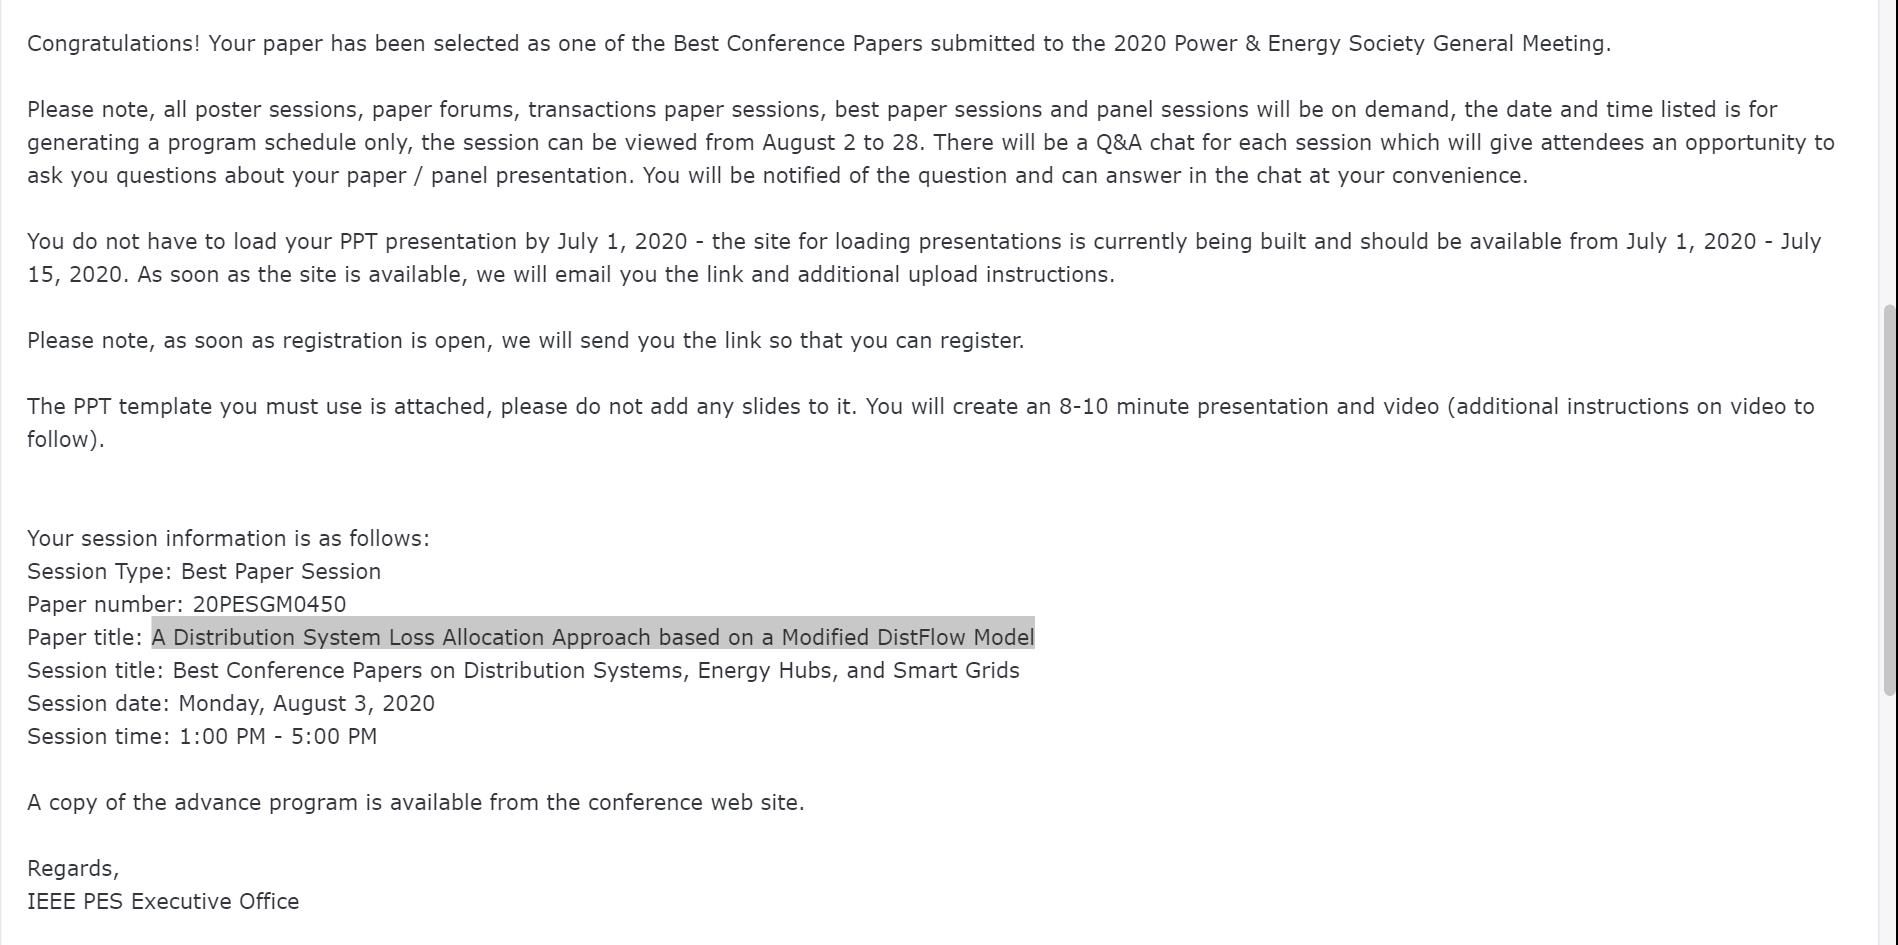 Congratulations! Your paper has been selected as one of the Best Conference Papers submitted to the 2020 Power & Energy Society General Meeting.
Please note, all poster sessions, paper forums, transactions paper sessions, best paper sessions and panel sessions will be on demand, the date and time listed is for
generating a program schedule only, the session can be viewed from August 2 to 28. There will be a Q&A chat for each session which will give attendees an opportunity to
ask you questions about your paper / panel presentation. You will be notified of the question and can answer in the chat at your convenience.
You do not have to load your PPT presentation by July 1, 2020 - the site for loading presentations is currently being built and should be available from July 1, 2020 - July
15, 2020. As soon as the site is available, we will email you the link and additional upload instructions.
Please note, as soon as registration is open, we will send you the link so that you can register.
The PPT template you must use is attached, please do not add any slides to it. You will create an 8-10 minute presentation and video (additional instructions on video to
follow).
Your session information is as follows:
Session Type: Best Paper Session
Paper number: 20PESGM0450
Paper title: A Distribution System Loss Allocation Approach based on a Modified DistFlow Model
Session title: Best Conference Papers on Distribution Systems, Energy Hubs, and Smart Grids
Session date: Monday, August 3, 2020
Session time: 1:00 PM - 5:00 PM
A copy of the advance program is available from the conference web site.
Regards,
IEEE PES Executive Office